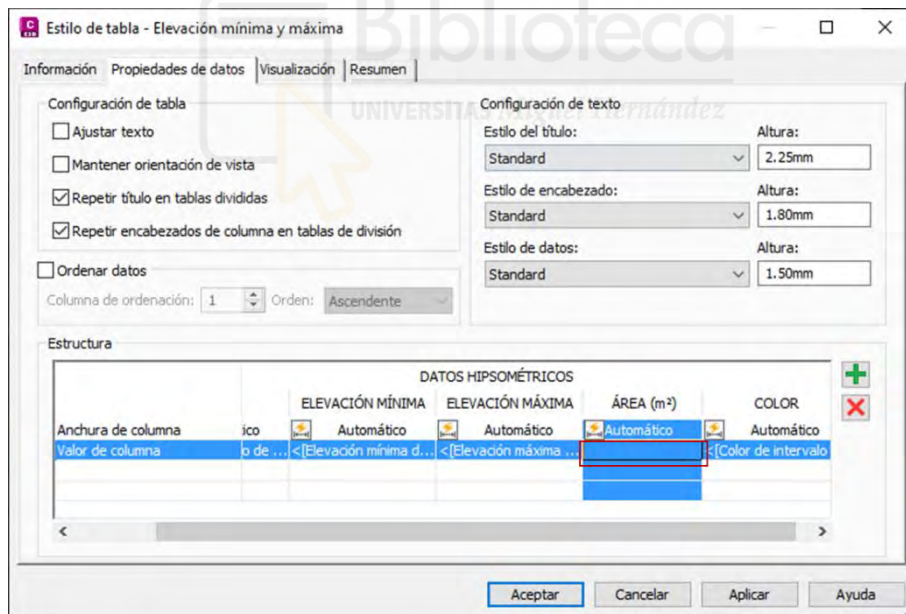 Biblioteca
UNIVERSITAS Miguel Hernández
C
C3D
Estilo de tabla - Elevación mínima y máxima
Información Propiedades de datos Visualización Resumen
Configuración de tabla
Ajustar texto
Mantener orientación de vista
Repetir título en tablas divididas
Repetir encabezados de columna en tablas de división
Ordenar datos
Columna de ordenación: 1 Orden: Ascendente
Configuración de texto
Estilo del título: Altura:
Standard 2.25mm
Estilo de encabezado: Altura:
Standard 1.80mm
Estilo de datos: Altura:
Standard 1.50mm
Estructura
DATOS HIPSOMÉTRICOS
ELEVACIÓN MÍNIMA ELEVACIÓN MÁXIMA ÁREA (m²) COLOR
Anchura de columna ico Automático Automático Automático Automático
Valor de columna o de ... <[Elevación mínima d... <[Elevación máxima ... <[Color de intervalo
Aceptar Cancelar Aplicar Ayuda